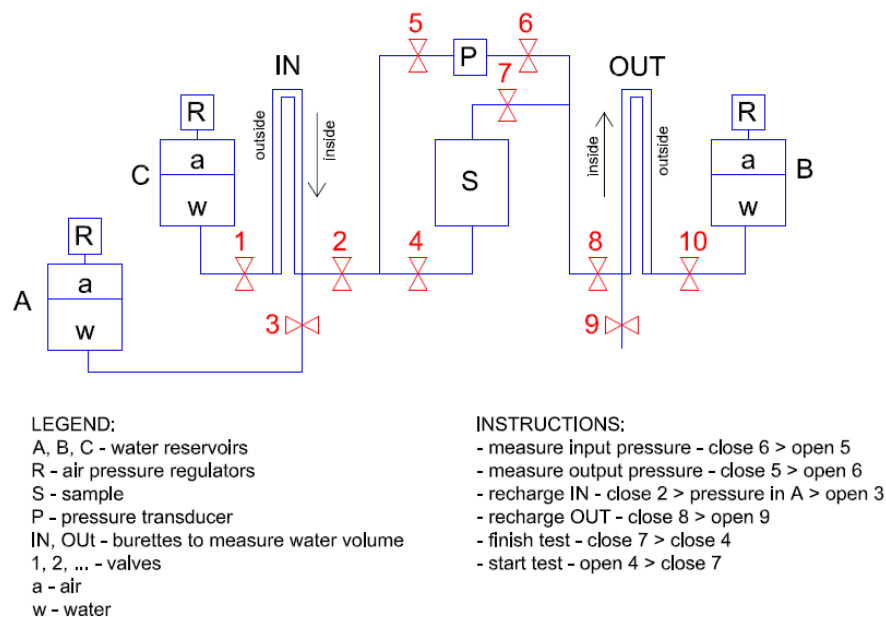 5
6
P
7
IN
OUT
R
outside
inside
inside
outside
R
C
a
w
S
a
B
w
1
2
4
8
10
R
A
a
w
3
9
LEGEND:
A, B, C - water reservoirs
R - air pressure regulators
S - sample
P - pressure transducer
IN, OUt - burettes to measure water volume
1, 2, ... - valves
a - air
w - water
INSTRUCTIONS:
- measure input pressure - close 6 > open 5
- measure output pressure - close 5 > open 6
- recharge IN - close 2 > pressure in A > open 3
- recharge OUT - close 8 > open 9
- finish test - close 7 > close 4
- start test - open 4 > close 7